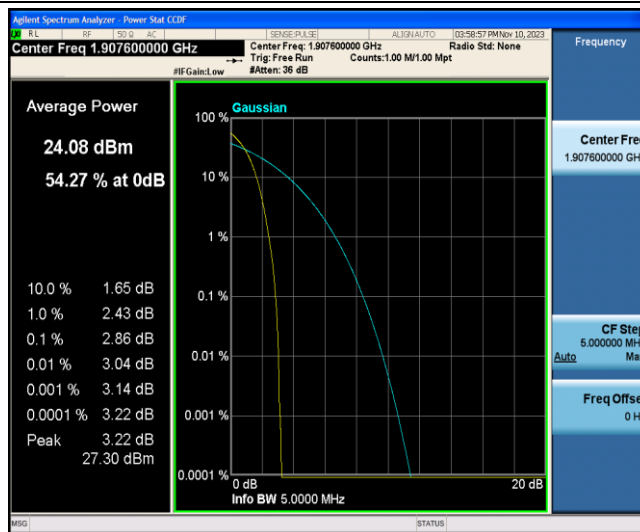 Agilent Spectrum Analyzer - Power Stat CCDF
RL RF 50 Ω AC SENSE:PULSE ALIGN AUTO 03:58:57 PM Nov 10, 2023
Center Freq 1.907600000 GHz
Center Freq: 1.907600000 GHz Radio Std: None
Trig: Free Run Counts:1.00 M/1.00 Mpt
#IFGain:Low #Atten: 36 dB
Frequency
Average Power
24.08 dBm
54.27 % at 0dB
10.0 % 1.65 dB
1.0 % 2.43 dB
0.1 % 2.86 dB
0.01 % 3.04 dB
0.001 % 3.14 dB
0.0001 % 3.22 dB
Peak 3.22 dB
27.30 dBm
Gaussian
100 %
10 %
1 %
0.1 %
0.01 %
0.001 %
0.0001 %
0 dB 20 dB
Info BW 5.0000 MHz
Center Fre
1.907600000 GH
CF Ste
5.000000 MH
Auto Ma
Freq Offse
0 H
MSG STATUS